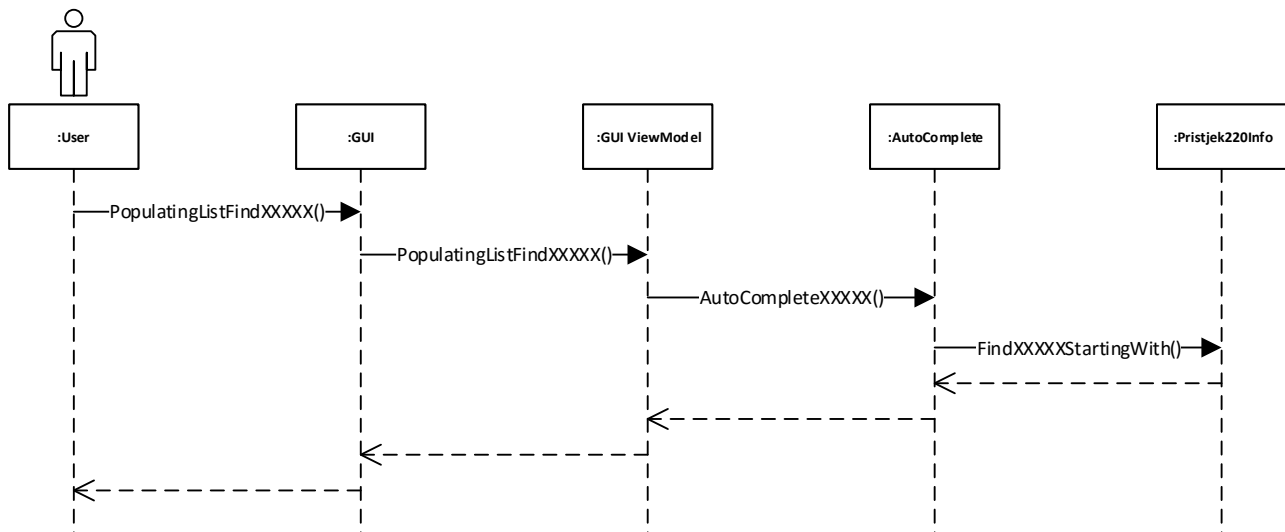 :User
:GUI
:GUI ViewModel
:AutoComplete
:Pristjek220Info
PopulatingListFindXXXXX()
PopulatingListFindXXXXX()
AutoCompleteXXXXX()
FindXXXXXStartingWith()